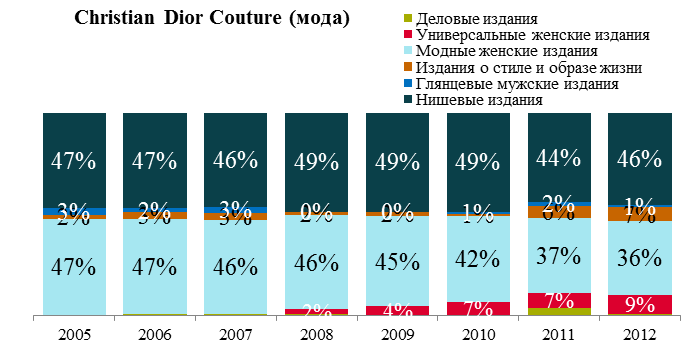 Christian Dior Couture (мода)
Деловые издания
Универсальные женские издания
Модные женские издания
Издания о стиле и образе жизни
Глянцевые мужские издания
Нишевые издания
47% 47% 46% 49% 49% 49% 44% 46%
3% 2% 3% 0% 0% 1% 2% 1%
2% 3% 3% 2% 2% 1% 6% 7%
47% 47% 46% 46% 45% 42% 37% 36%
2% 4% 7% 7% 9%
2005 2006 2007 2008 2009 2010 2011 2012